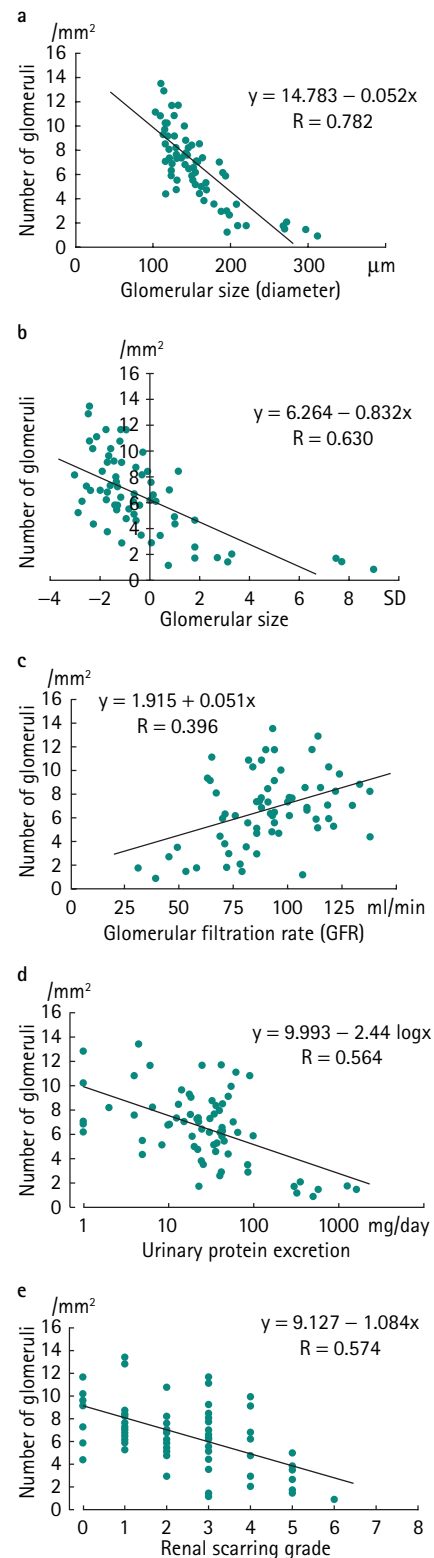 a
/mm²
16
14
12
10
8
6
4
2
0
Number of glomeruli
y = 14.783 – 0.052x
R = 0.782
0 100 200 300 µm
Glomerular size (diameter)
b
/mm²
16
14
12
10
8
6
4
2
0
Number of glomeruli
y = 6.264 – 0.832x
R = 0.630
–4 –2 0 2 4 6 8 SD
Glomerular size
c
/mm²
16
14
12
10
8
6
4
2
0
Number of glomeruli
y = 1.915 + 0.051x
R = 0.396
0 25 50 75 100 125 ml/min
Glomerular filtration rate (GFR)
d
/mm²
16
14
12
10
8
6
4
2
0
Number of glomeruli
y = 9.993 – 2.44 logx
R = 0.564
1 10 100 1000 mg/day
Urinary protein excretion
e
/mm²
16
14
12
10
8
6
4
2
0
Number of glomeruli
y = 9.127 – 1.084x
R = 0.574
0 1 2 3 4 5 6 7 8
Renal scarring grade